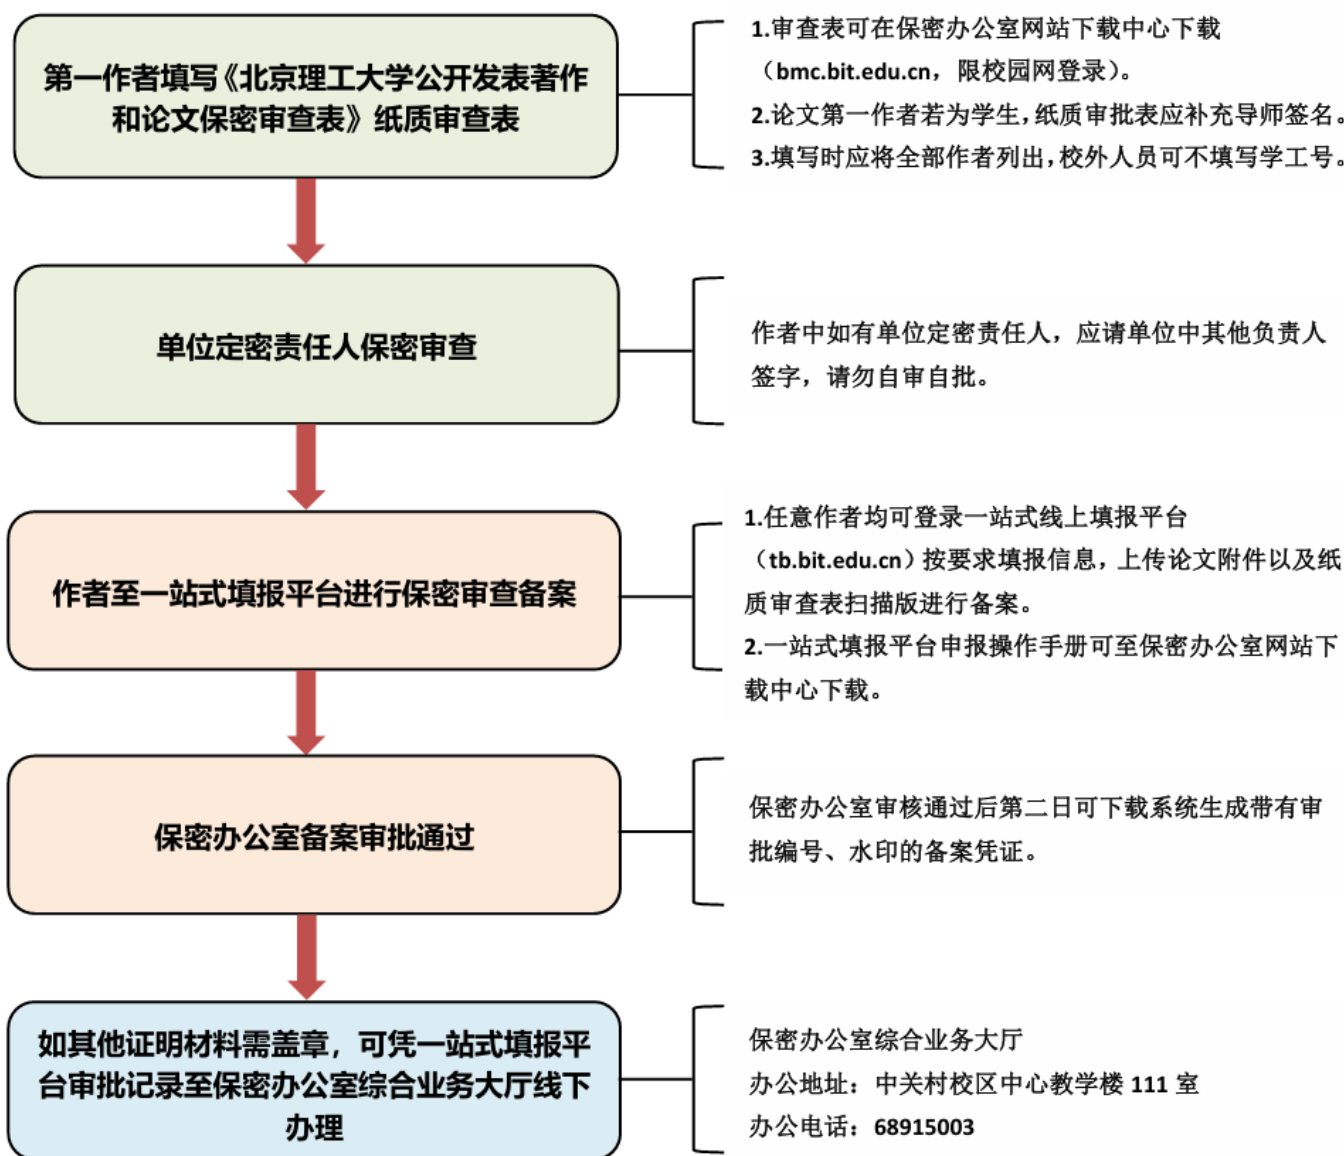 第一作者填写《北京理工大学公开发表著作
和论文保密审查表》纸质审查表
1.审查表可在保密办公室网站下载中心下载
（bmc.bit.edu.cn，限校园网登录）。
2.论文第一作者若为学生，纸质审批表应补充导师签名。
3.填写时应将全部作者列出，校外人员可不填写学工号。
单位定密责任人保密审查
作者中如有单位定密责任人，应请单位中其他负责人
签字，请勿自审自批。
作者至一站式填报平台进行保密审查备案
1.任意作者均可登录一站式线上填报平台
（tb.bit.edu.cn）按要求填报信息，上传论文附件以及纸
质审查表扫描版进行备案。
2.一站式填报平台申报操作手册可至保密办公室网站下
载中心下载。
保密办公室备案审批通过
保密办公室审核通过后第二日可下载系统生成带有审
批编号、水印的备案凭证。
如其他证明材料需盖章，可凭一站式填报平
台审批记录至保密办公室综合业务大厅线下
办理
保密办公室综合业务大厅
办公地址：中关村校区中心教学楼 111 室
办公电话：68915003